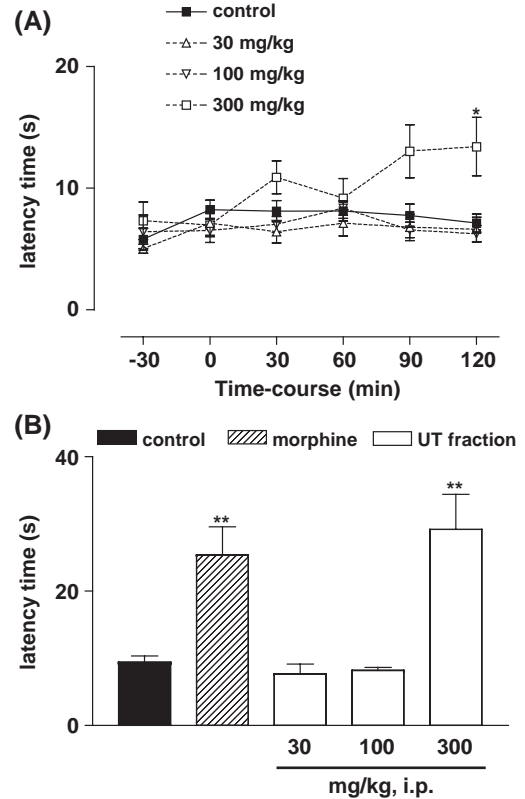 (A)
control
30 mg/kg
100 mg/kg
300 mg/kg
latency time (s)
20
10
0
*
-30 0 30 60 90 120
Time-course (min)
(B)
control morphine UT fraction
latency time (s)
40
20
0
** **
30 100 300
mg/kg, i.p.